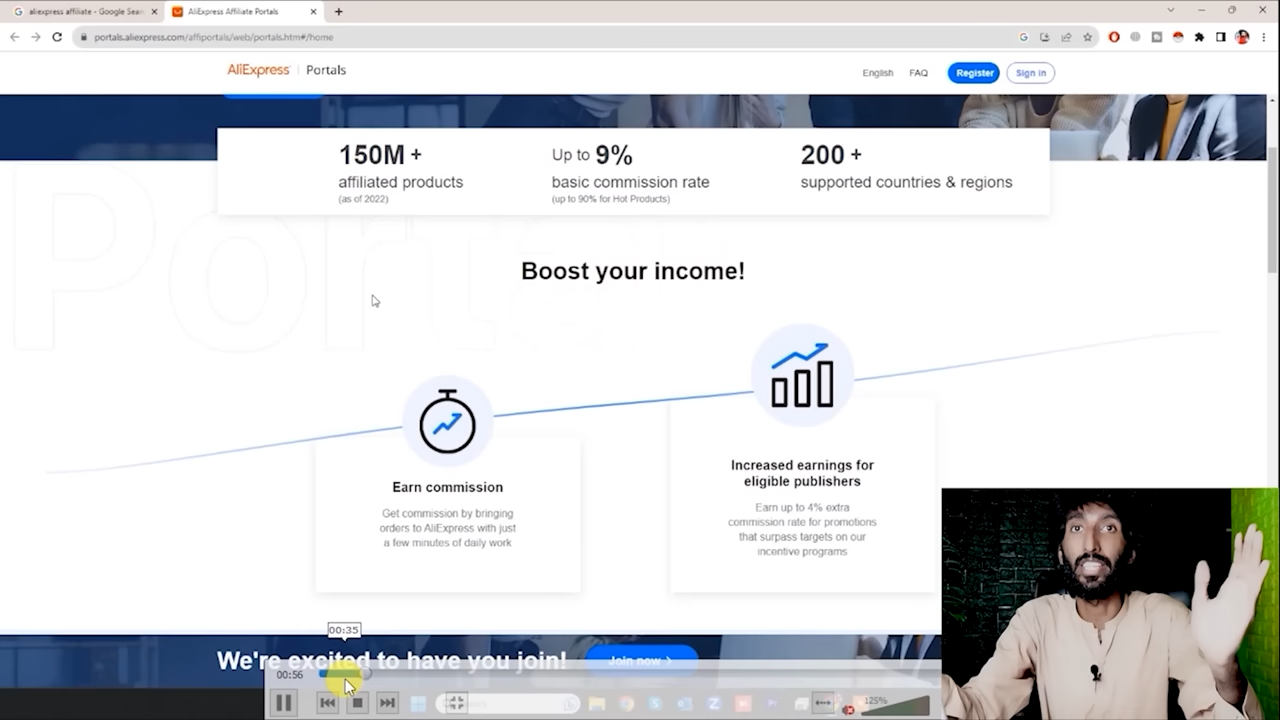 aliexpress affiliate - Google Sear
AliExpress Affiliate Portals
portals.aliexpress.com/affiportals/web/portals.htm#/home
AliExpress | Portals
English FAQ Register Sign in
150M + Up to 9% 200 +
affiliated products basic commission rate supported countries & regions
(as of 2022) (up to 90% for Hot Products)
Boost your income!
Earn commission
Get commission by bringing
orders to AliExpress with just
a few minutes of daily work
Increased earnings for
eligible publishers
Earn up to 4% extra
commission rate for promotions
that surpass targets on our
incentive programs
00:35
We're excited to have you join! Join now >
00:56
125%